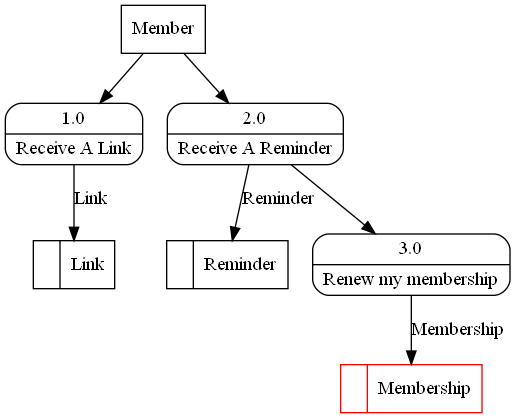 Member
1.0
Receive A Link
2.0
Receive A Reminder
Link
Reminder
Link
Reminder
3.0
Renew my membership
Membership
Membership